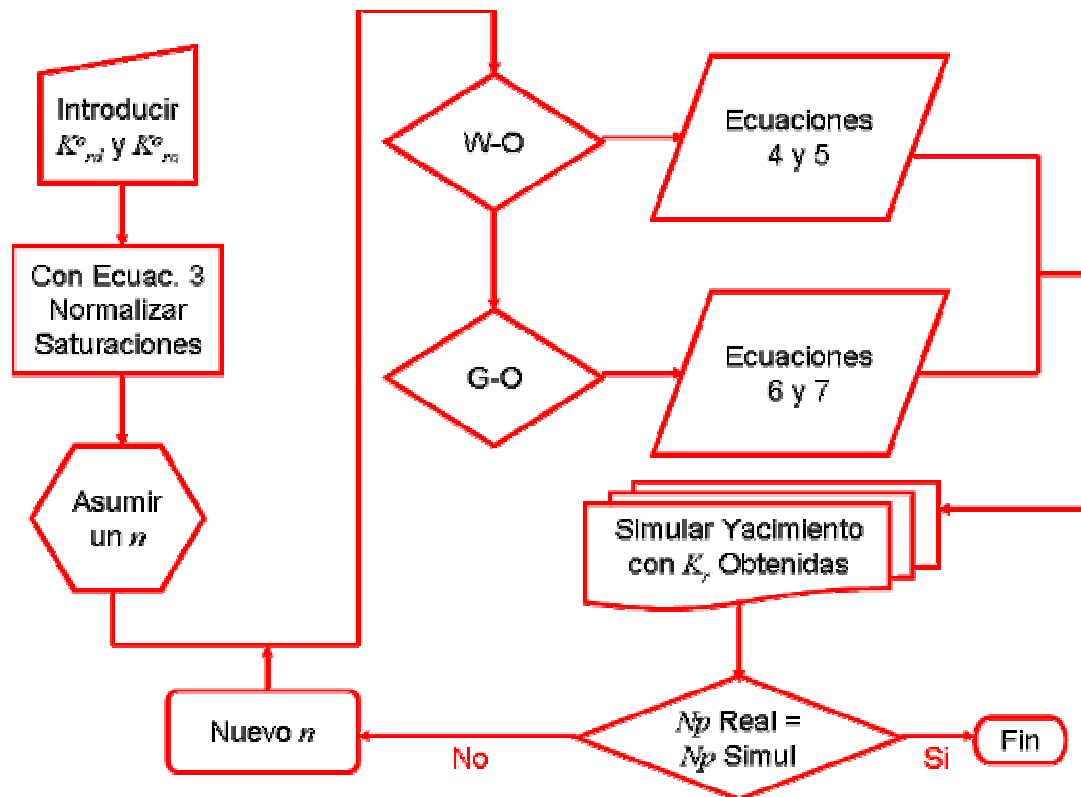 Introducir
K°rd y K°ro
Con Ecuac. 3
Normalizar
Saturaciones
Asumir
un n
Nuevo n
W-O
Ecuaciones
4 y 5
G-O
Ecuaciones
6 y 7
Simular Yacimiento
con Kr Obtenidas
Np Real =
Np Simul
No
Si
Fin